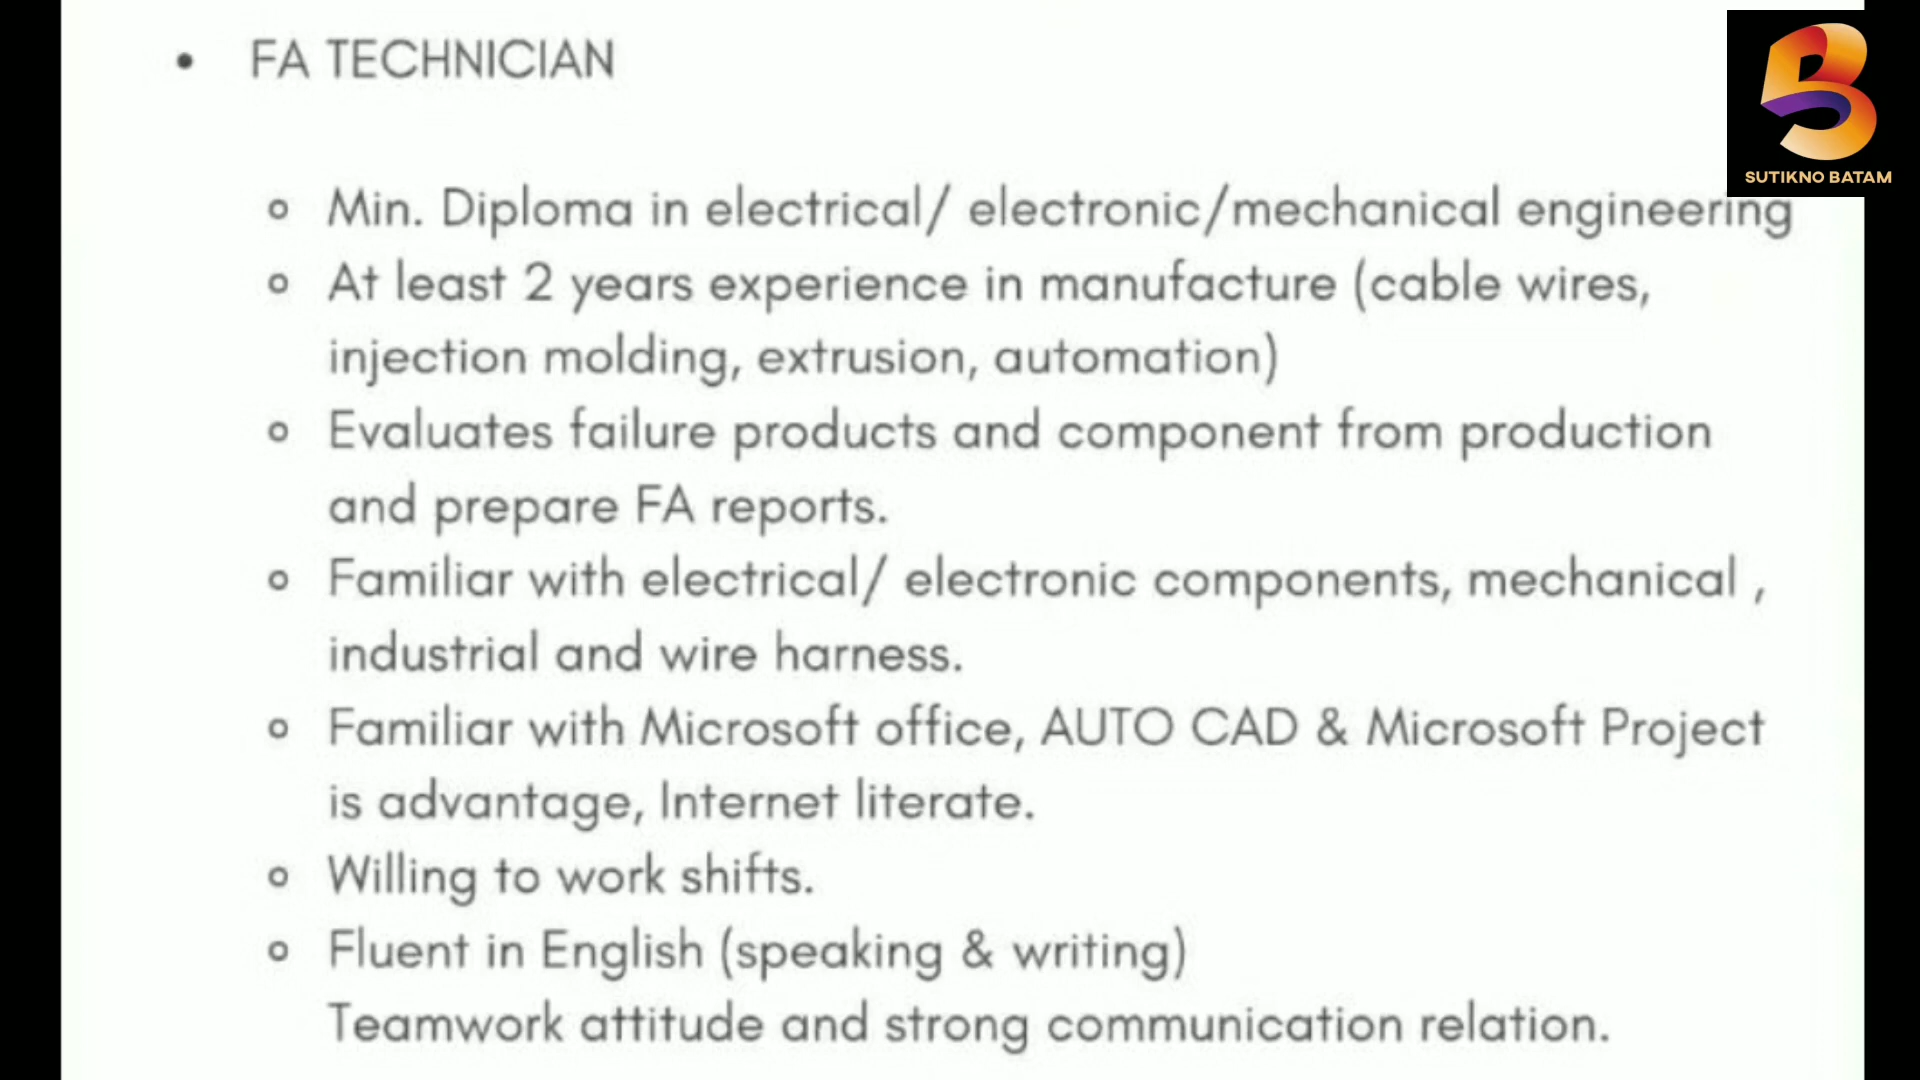 • FA TECHNICIAN
SUTIKNO BATAM
o Min. Diploma in electrical/ electronic/mechanical engineering
o At least 2 years experience in manufacture (cable wires,
injection molding, extrusion, automation)
o Evaluates failure products and component from production
and prepare FA reports.
o Familiar with electrical/ electronic components, mechanical ,
industrial and wire harness.
o Familiar with Microsoft office, AUTO CAD & Microsoft Project
is advantage, Internet literate.
o Willing to work shifts.
o Fluent in English (speaking & writing)
Teamwork attitude and strong communication relation.